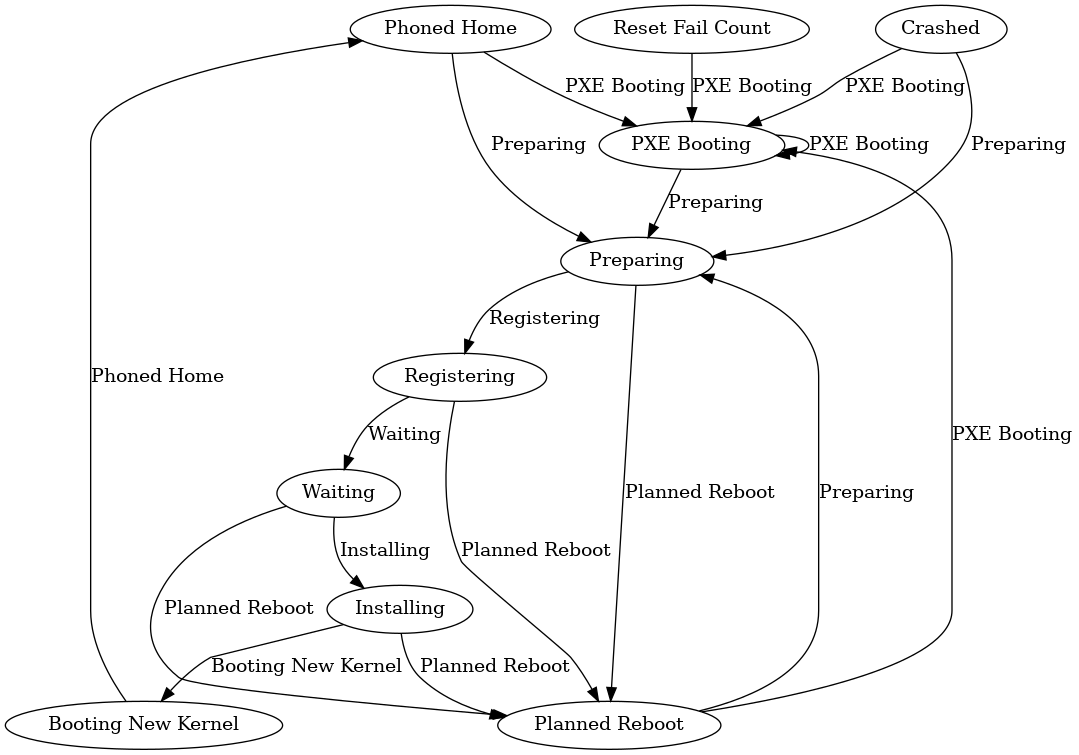 Phoned Home
Reset Fail Count
Crashed
PXE Booting
PXE Booting
PXE Booting
PXE Booting
PXE Booting
Preparing
Preparing
Preparing
Preparing
Registering
Registering
Phoned Home
Waiting
PXE Booting
Waiting
Planned Reboot
Preparing
Installing
Planned Reboot
Planned Reboot
Installing
Booting New Kernel
Planned Reboot
Booting New Kernel
Planned Reboot